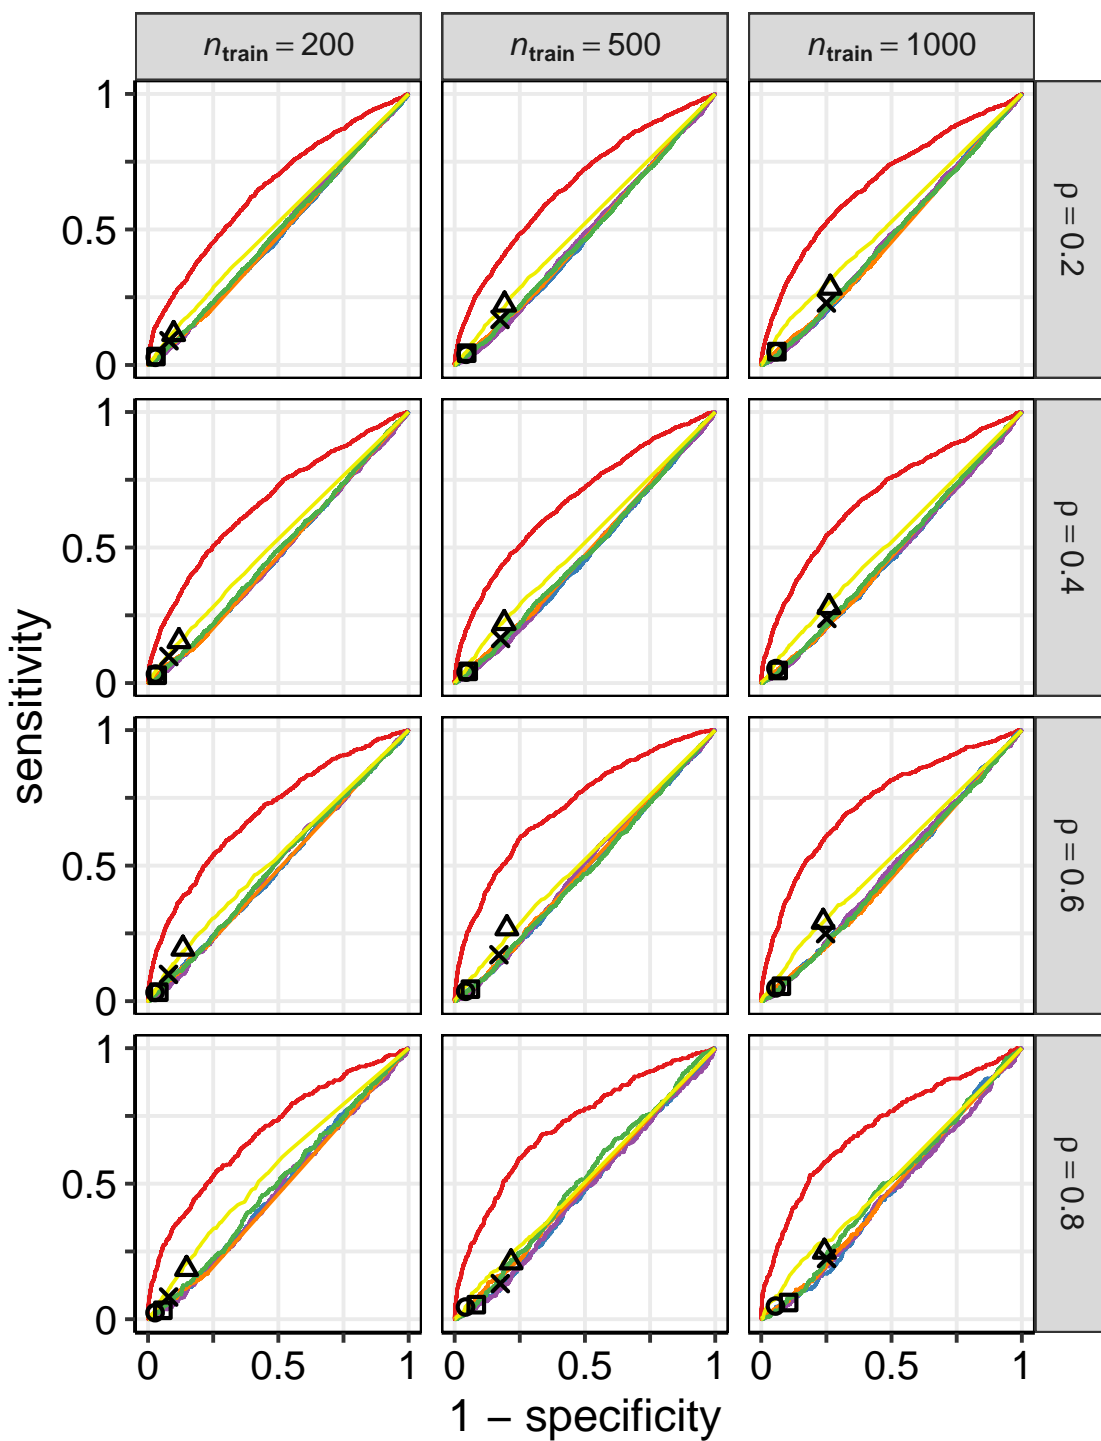 n_train = 200
n_train = 500
n_train = 1000
1
0.5
0
ρ = 0.2
1
0.5
0
ρ = 0.4
1
0.5
0
ρ = 0.6
1
0.5
0
ρ = 0.8
sensitivity
0 0.5 1
0 0.5 1
0 0.5 1
1 − specificity